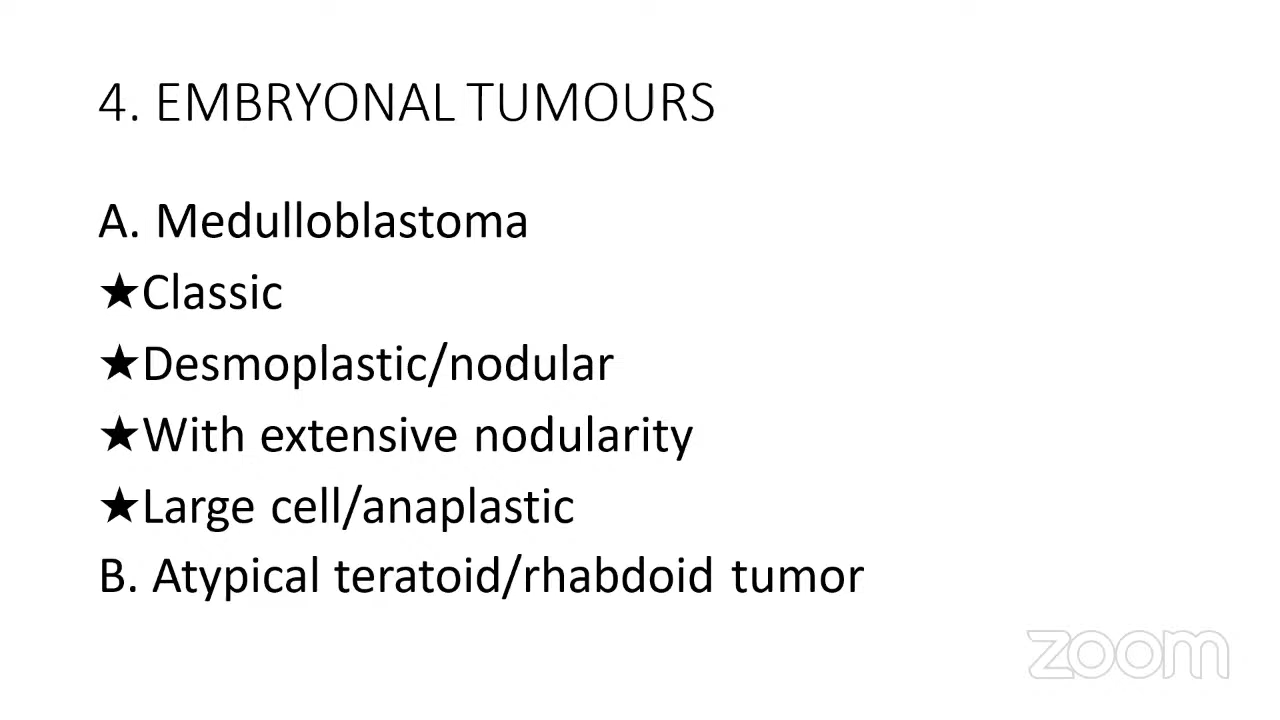 4. EMBRYONAL TUMOURS
A. Medulloblastoma
★Classic
★Desmoplastic/nodular
★With extensive nodularity
★Large cell/anaplastic
B. Atypical teratoid/rhabdoid tumor
zoom